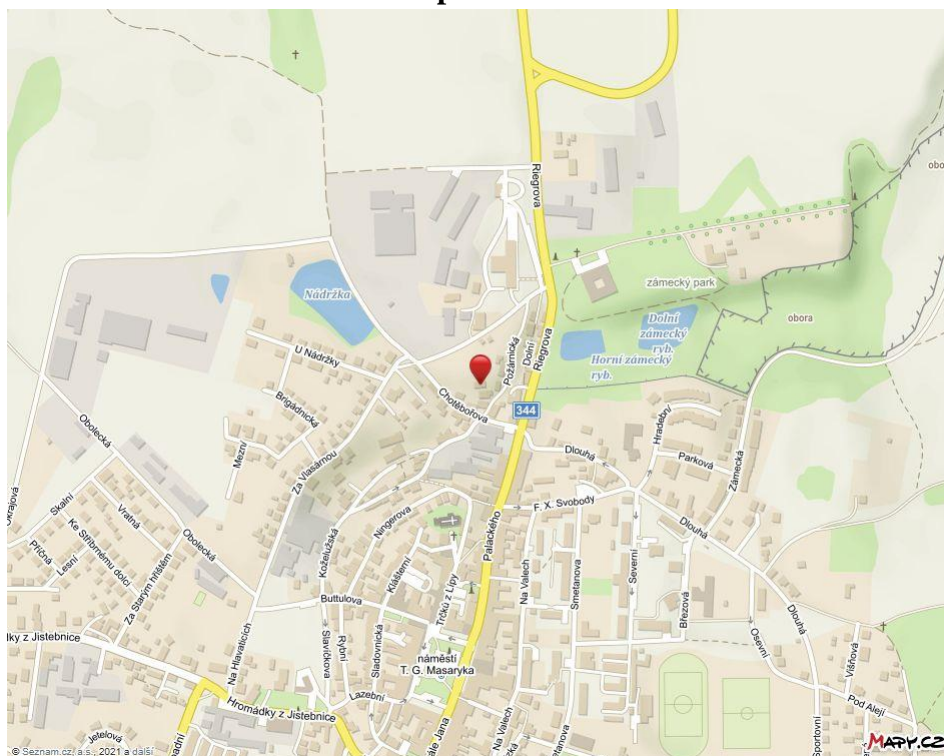 obora
Riegrova
Nádržka
zámecký park
obora
Dolní
zámecký
ryb.
Horní zámecký
ryb.
U Nádržky
Požárnická
Dolní
Riegrova
Chotěbořova
344
Brigádnická
Mezní
Obolecká
Za Vlasárnou
Dlouhá
Hradební
Parková
Zámecká
Okrajová
Skalní
Vratná
Ke Stříbrnému dolci
Příčná
Lesní
Za Starým hřištěm
Obolecká
Koželužská
Ningerova
Klášterní
Palackého
F. X. Svobody
Dlouhá
Na Valech
Smetanova
Severní
Březová
Buttulova
Trčků z Lípy
Dlouhá
Osevní
Višňová
Na Hlavaticích
Slavíčkova
Rybní
Sladovnická
náměstí
T. G. Masaryka
Lazební
Hromádky z Jistebnice
Pod Alejí
Na Valech
Jetelová
MAPY.CZ
© Seznam.cz, a.s., 2021 a další